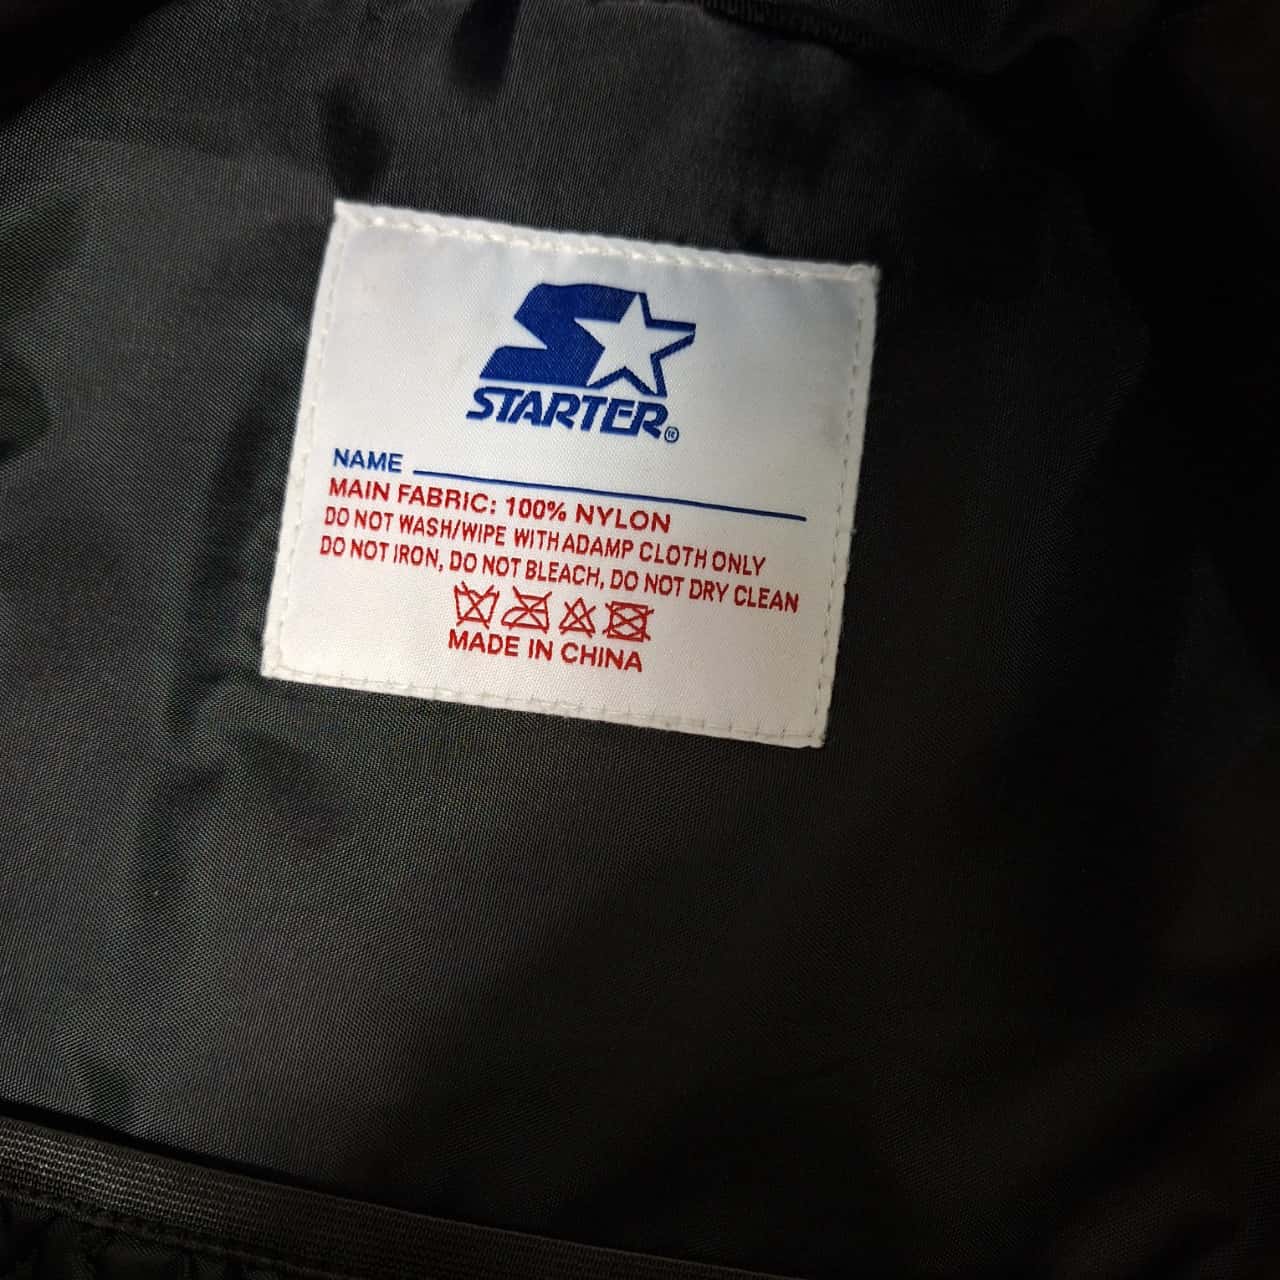 STARTER®
NAME
MAIN FABRIC: 100% NYLON
DO NOT WASH/WIPE WITH ADAMP CLOTH ONLY
DO NOT IRON, DO NOT BLEACH, DO NOT DRY CLEAN
MADE IN CHINA